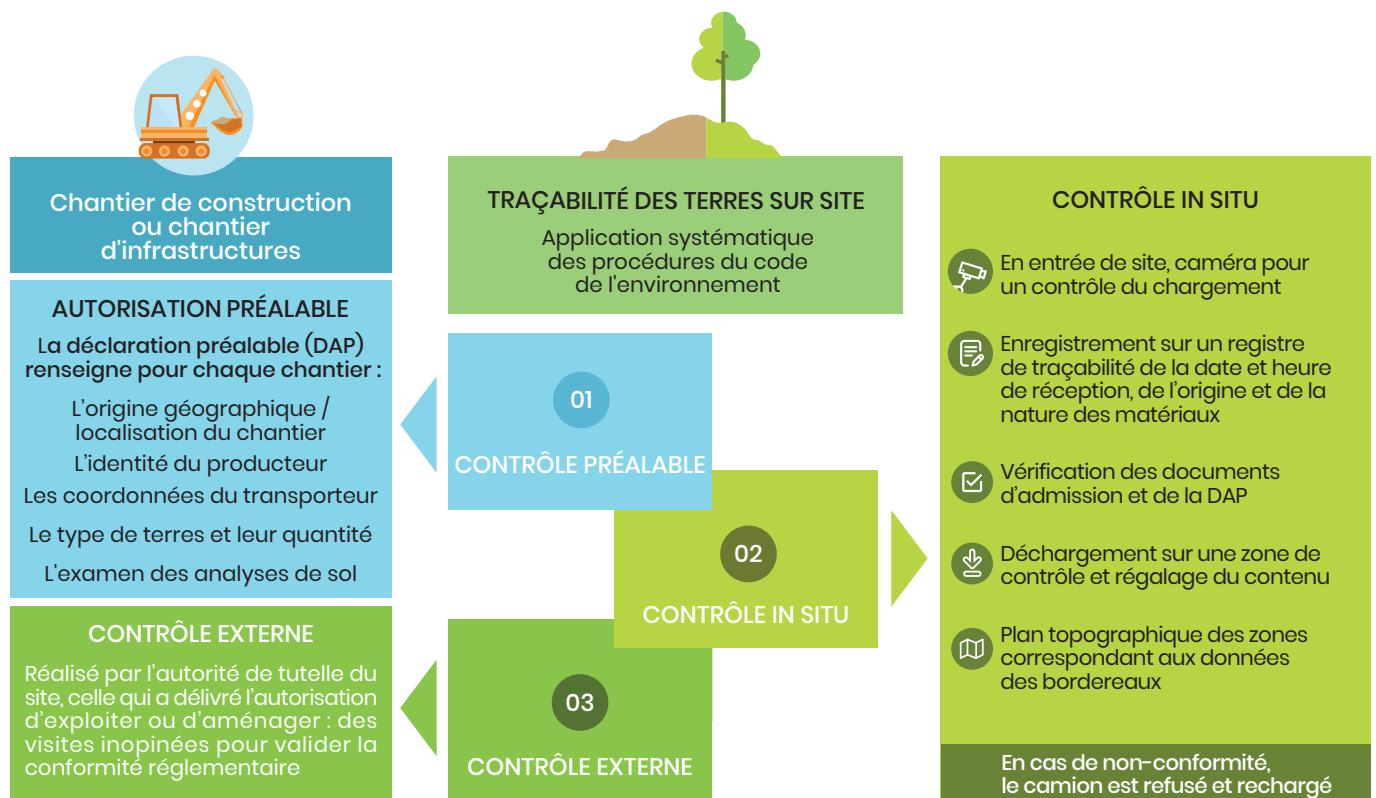 Chantier de construction
ou chantier
d'infrastructures
AUTORISATION PRÉALABLE
La déclaration préalable (DAP)
renseigne pour chaque chantier :
L'origine géographique /
localisation du chantier
L'identité du producteur
Les coordonnées du transporteur
Le type de terres et leur quantité
L'examen des analyses de sol
CONTRÔLE EXTERNE
Réalisé par l'autorité de tutelle du
site, celle qui a délivré l'autorisation
d'exploiter ou d'aménager : des
visites inopinées pour valider la
conformité réglementaire
TRAÇABILITÉ DES TERRES SUR SITE
Application systématique
des procédures du code
de l'environnement
01
CONTRÔLE PRÉALABLE
02
CONTRÔLE IN SITU
03
CONTRÔLE EXTERNE
CONTRÔLE IN SITU
En entrée de site, caméra pour
un contrôle du chargement
Enregistrement sur un registre
de traçabilité de la date et heure
de réception, de l'origine et de la
nature des matériaux
Vérification des documents
d'admission et de la DAP
Déchargement sur une zone de
contrôle et régalage du contenu
Plan topographique des zones
correspondant aux données
des bordereaux
En cas de non-conformité,
le camion est refusé et rechargé